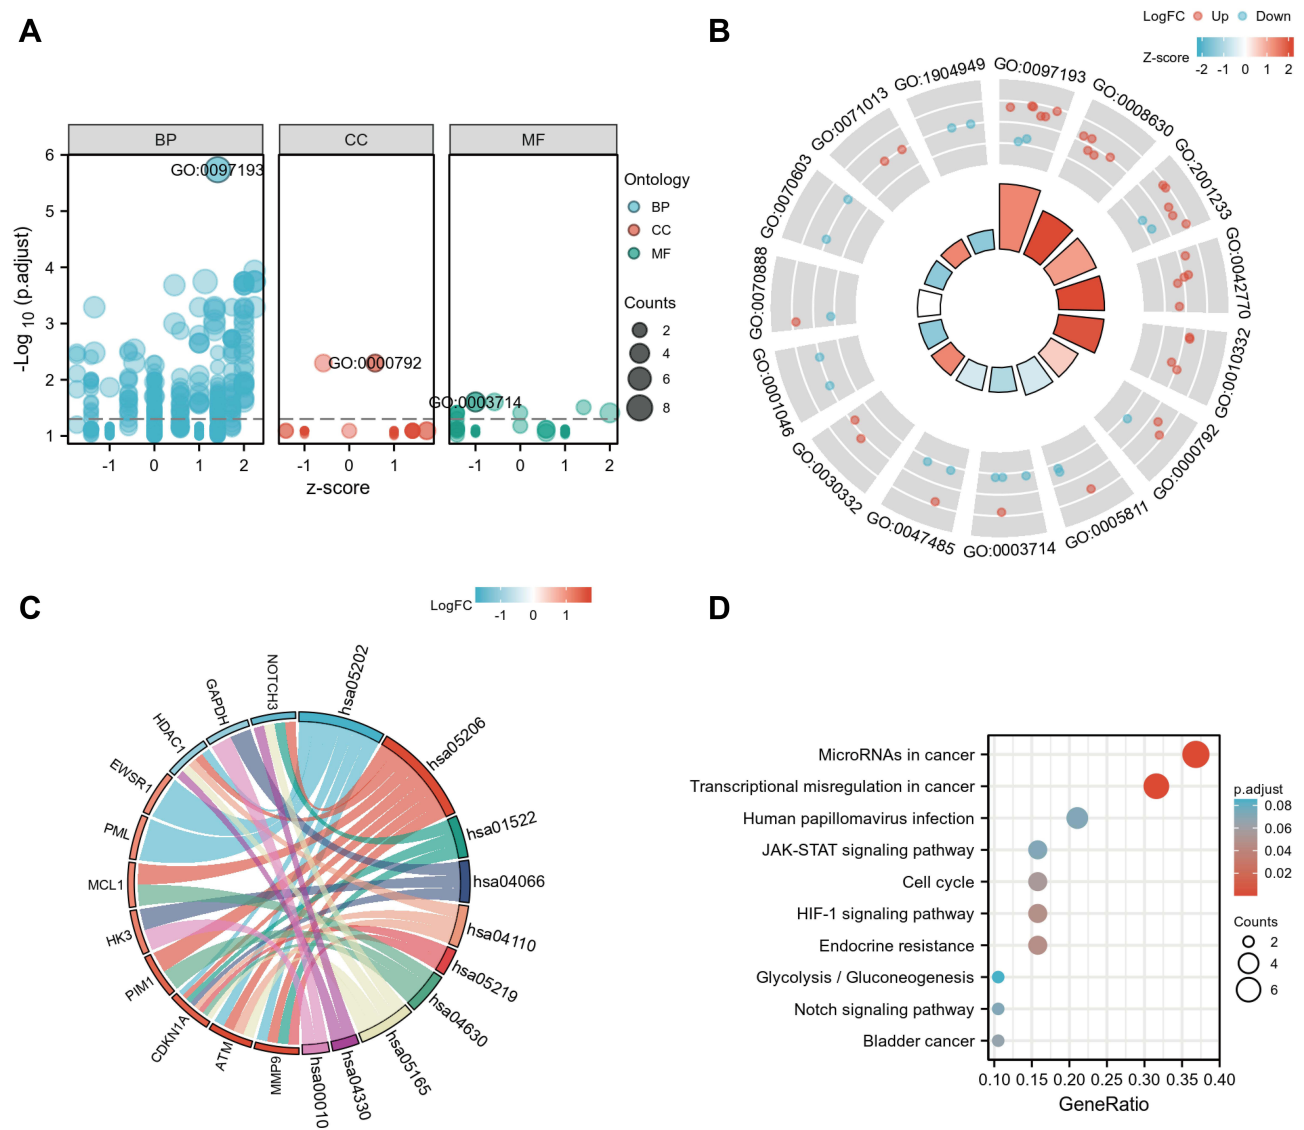 A
BP
CC
MF
6
5
4
3
2
1
-Log 10 (p.adjust)
GO:0097193
GO:0000792
GO:0003714
-1
0
1
2
-1
0
1
-1
0
1
2
z-score
Ontology
BP
CC
MF
Counts
2
4
6
8
B
LogFC Up Down
Z-score
-2 -1 0 1 2
GO:0097193
GO:0008630
GO:2001233
GO:0042770
GO:0010332
GO:0000792
GO:0005811
GO:0003714
GO:0047485
GO:0030332
GO:0001046
GO:0070888
GO:0070603
GO:0071013
GO:1904949
C
LogFC
-1 0 1
hsa05202
hsa05206
hsa01522
hsa04066
hsa04110
hsa05219
hsa04630
hsa05165
hsa04330
hsa00010
MMP9
ATM
CDKN1A
PIM1
HK3
MCL1
PML
EWSR1
HDAC1
GAPDH
NOTCH3
D
MicroRNAs in cancer
Transcriptional misregulation in cancer
Human papillomavirus infection
JAK-STAT signaling pathway
Cell cycle
HIF-1 signaling pathway
Endocrine resistance
Glycolysis / Gluconeogenesis
Notch signaling pathway
Bladder cancer
0.10 0.15 0.20 0.25 0.30 0.35 0.40
GeneRatio
p.adjust
0.08
0.06
0.04
0.02
Counts
2
4
6